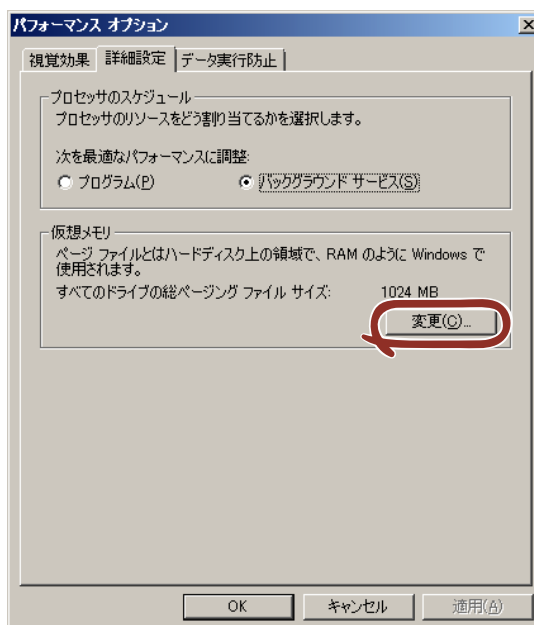 パフォーマンス オプション
視覚効果 詳細設定 データ実行防止
プロセッサのスケジュール
プロセッサのリソースをどう割り当てるかを選択します。
次を最適なパフォーマンスに調整:
プログラム(P) バックグラウンド サービス(S)
仮想メモリ
ページ ファイルとはハードディスク上の領域で、RAM のように Windows で
使用されます。
すべてのドライブの総ページング ファイル サイズ: 1024 MB
変更(C)...
OK キャンセル 適用(A)